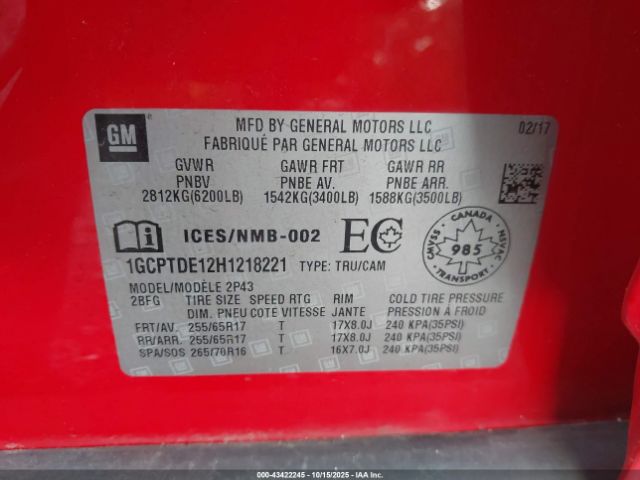 GM
MFD BY GENERAL MOTORS LLC 02/17
FABRIQUÉ PAR GENERAL MOTORS LLC
GVWR GAWR FRT GAWR RR
PNBV PNBE AV. PNBE ARR.
2812KG(6200LB) 1542KG(3400LB) 1588KG(3500LB)
ICES/NMB-002 EC
CANADA CMVSS 985 NSVAC TRANSPORT
1GCPTDE12H1218221 TYPE: TRU/CAM
MODEL/MODÈLE 2P43
2BFG TIRE SIZE SPEED RTG RIM COLD TIRE PRESSURE
DIM. PNEU COTE VITESSE JANTE PRESSION À FROID
FRT/AV. 255/65R17 T 17X8.0J 240 KPA(35PSI)
RR/ARR. 255/65R17 T 17X8.0J 240 KPA(35PSI)
SPA/SOS 265/70R16 T 16X7.0J 240 KPA(35PSI)
000-43422245 - 10/15/2025 - IAA Inc.